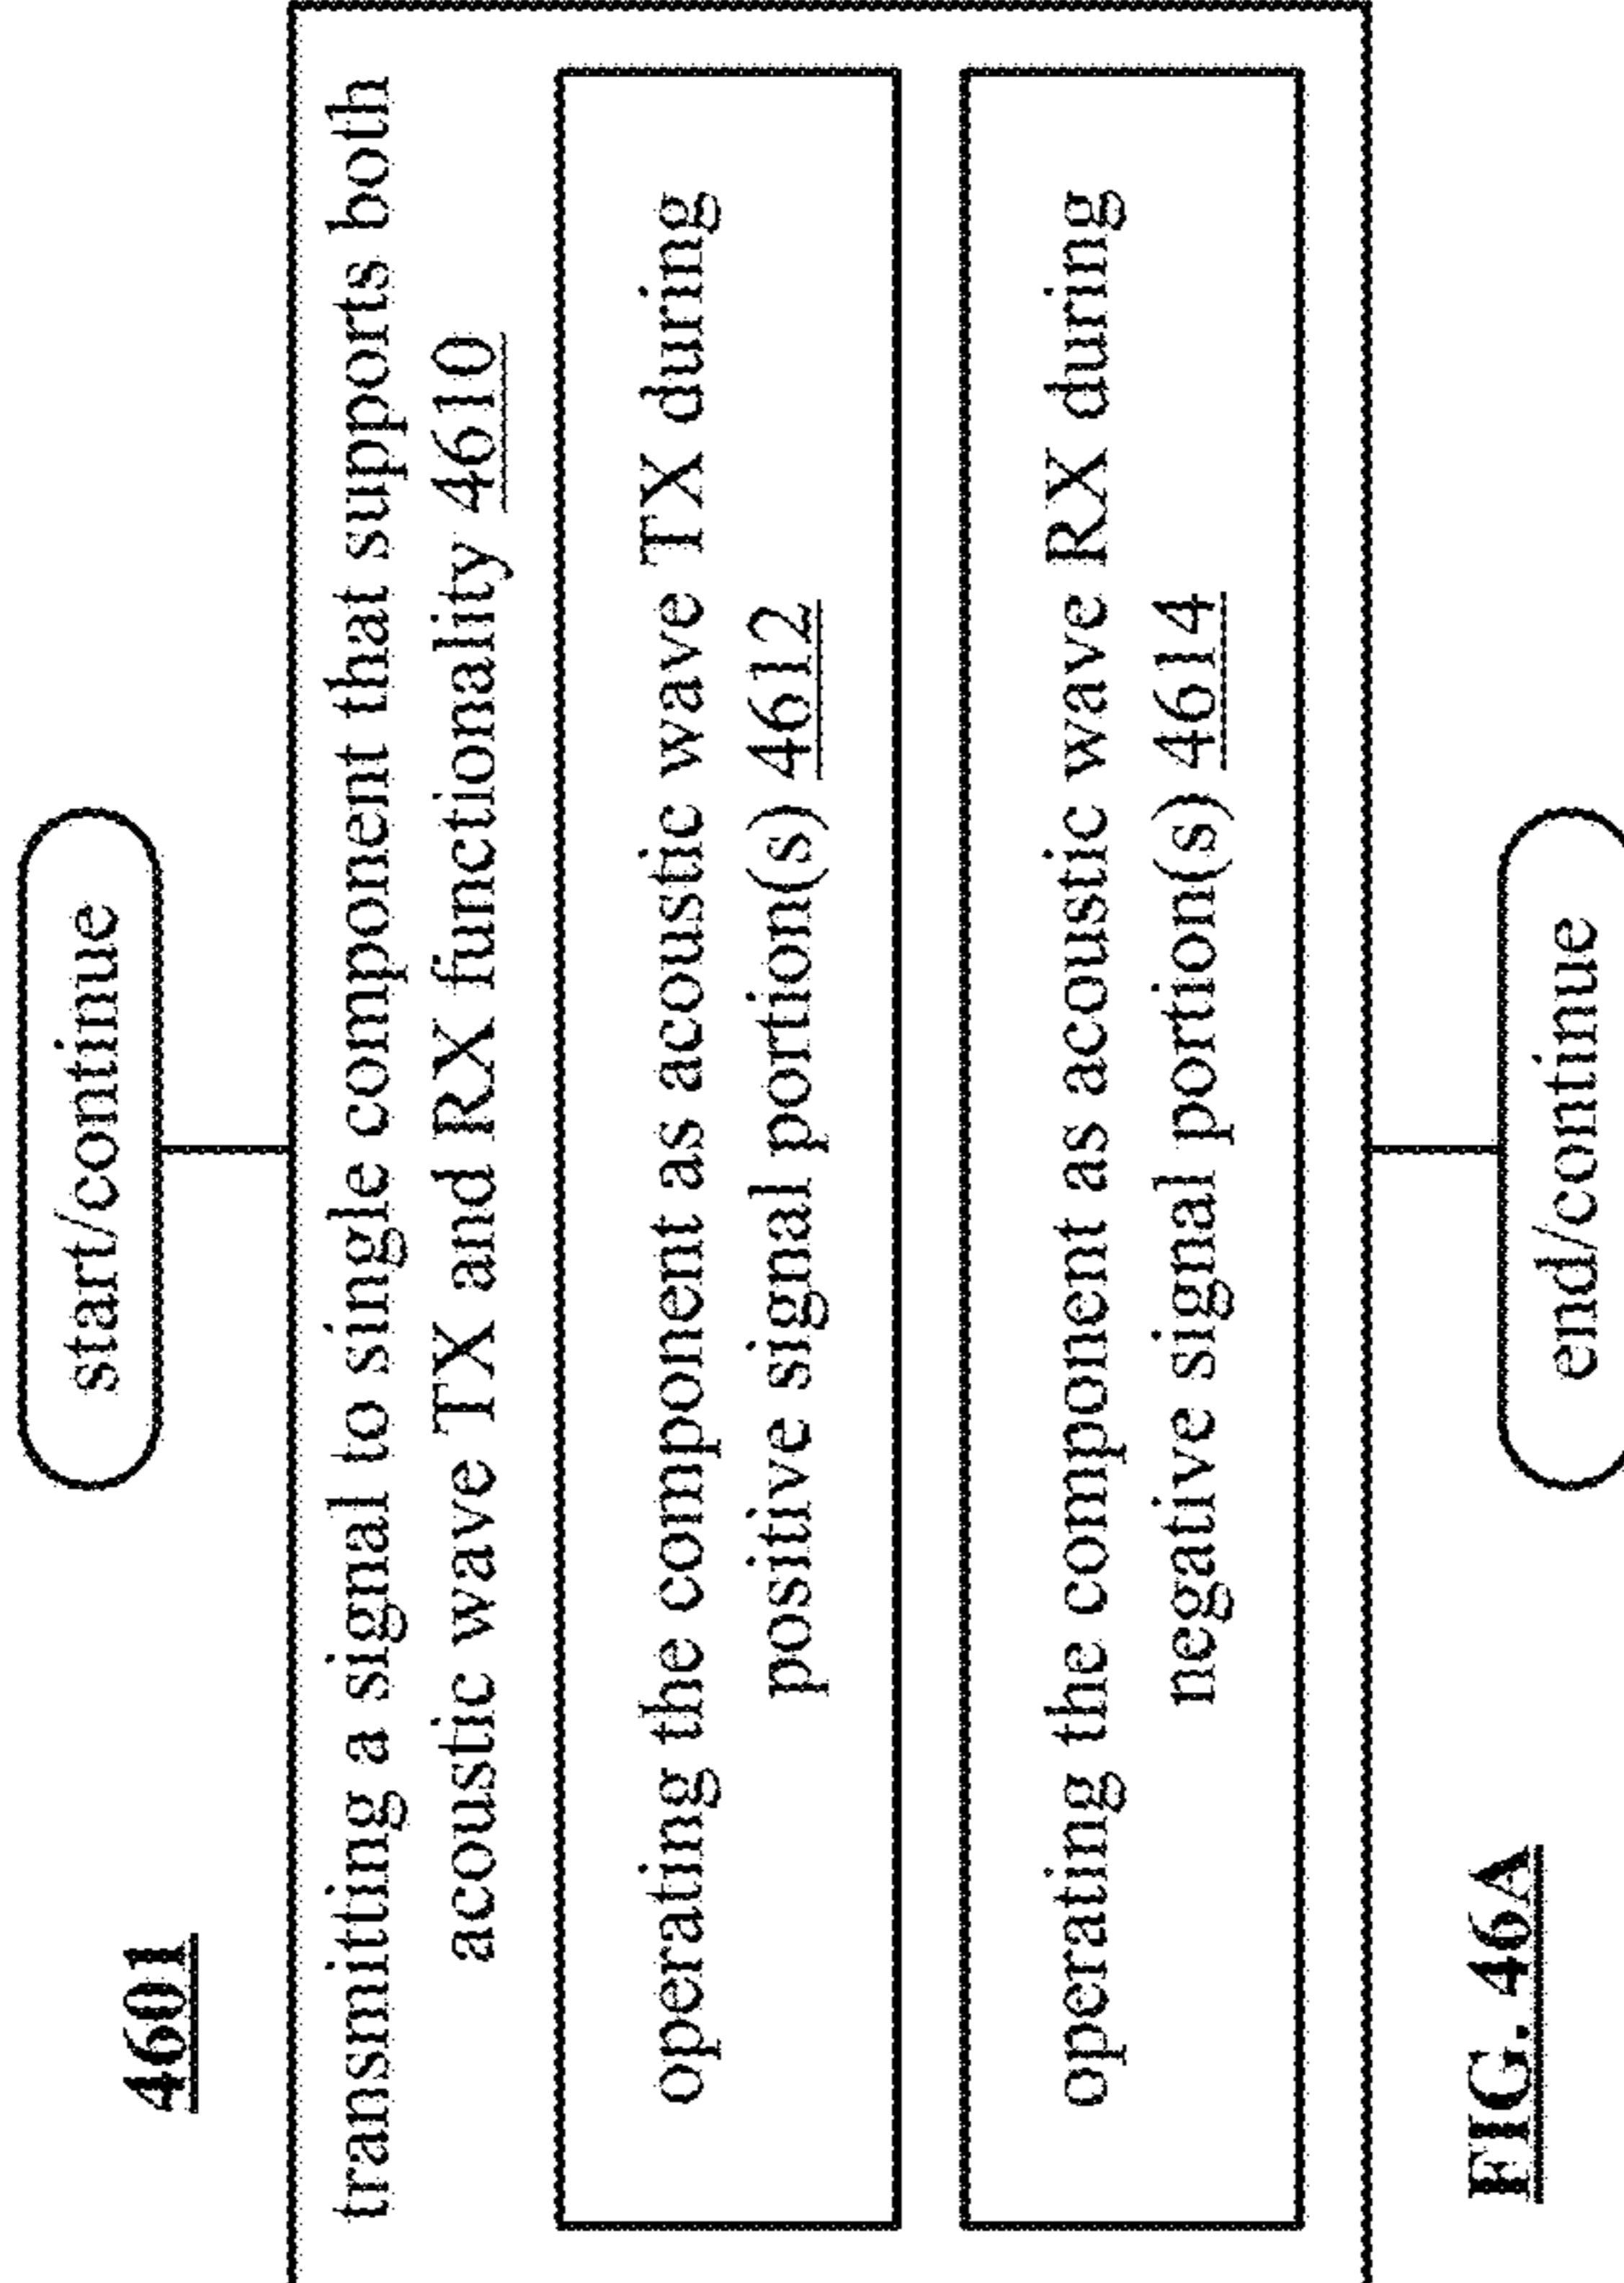 4601
start/continue
transmitting a signal to single component that supports both
acoustic wave TX and RX functionality 4610
operating the component as acoustic wave TX during
positive signal portion(s) 4612
operating the component as acoustic wave RX during
negative signal portion(s) 4614
FIG. 46A
end/continue